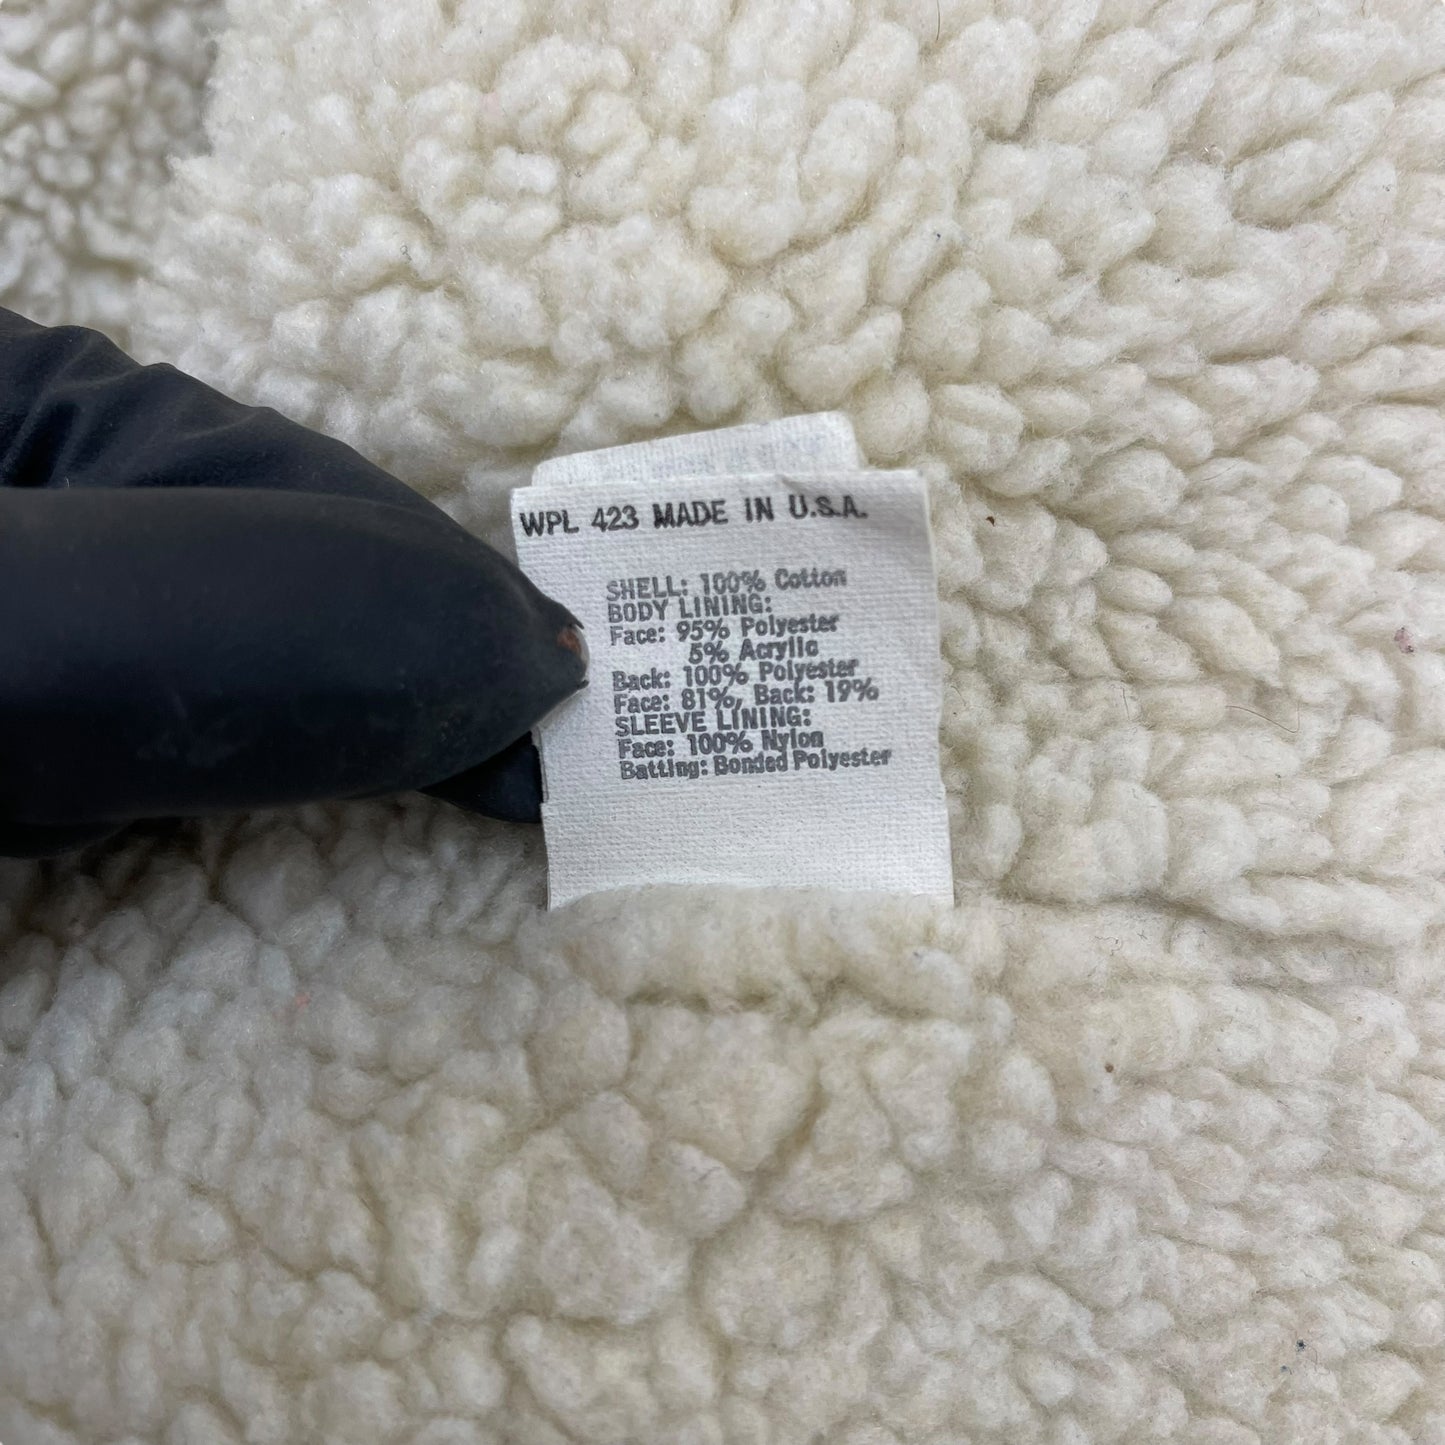 WPL 423 MADE IN U.S.A.
SHELL: 100% Cotton
BODY LINING:
Face: 95% Polyester
5% Acrylic
Back: 100% Polyester
Face: 81%, Back: 19%
SLEEVE LINING:
Face: 100% Nylon
Batting: Bonded Polyester